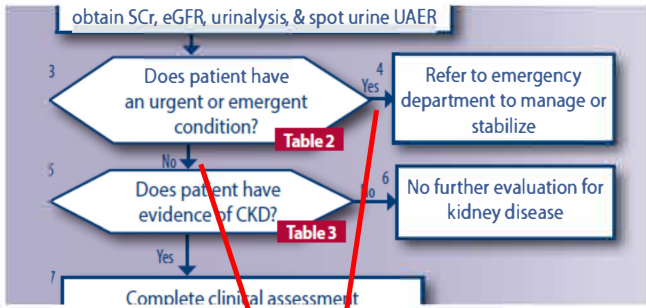 obtain SCr, eGFR, urinalysis, & spot urine UAER
3
Does patient have
an urgent or emergent
condition?
Table 2
4
Yes
Refer to emergency
department to manage or
stabilize
No
5
Does patient have
evidence of CKD?
Table 3
6
No
No further evaluation for
kidney disease
Yes
7
Complete clinical assessment